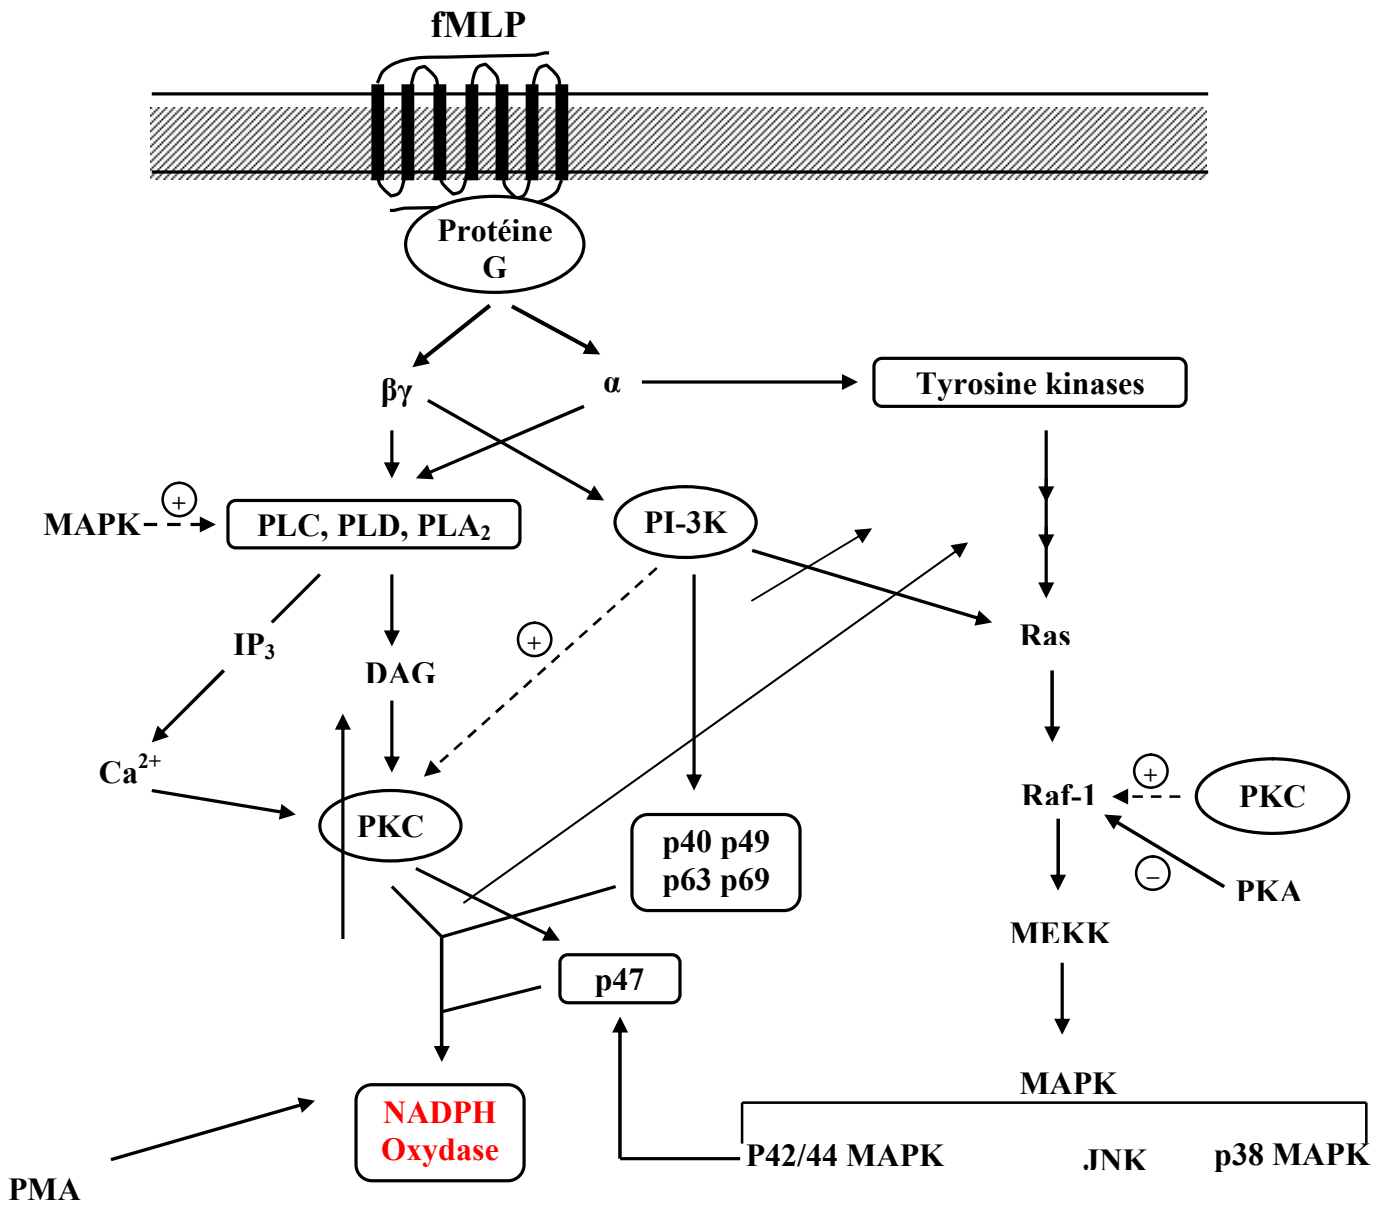 fMLP
Protéine
G
βγ
α
Tyrosine kinases
+
MAPK
PLC, PLD, PLA₂
PI-3K
IP₃
+
Ras
DAG
Ca²⁺
+
Raf-1
PKC
PKC
p40 p49
p63 p69
−
PKA
MEKK
p47
MAPK
NADPH
Oxydase
P42/44 MAPK
JNK
p38 MAPK
PMA